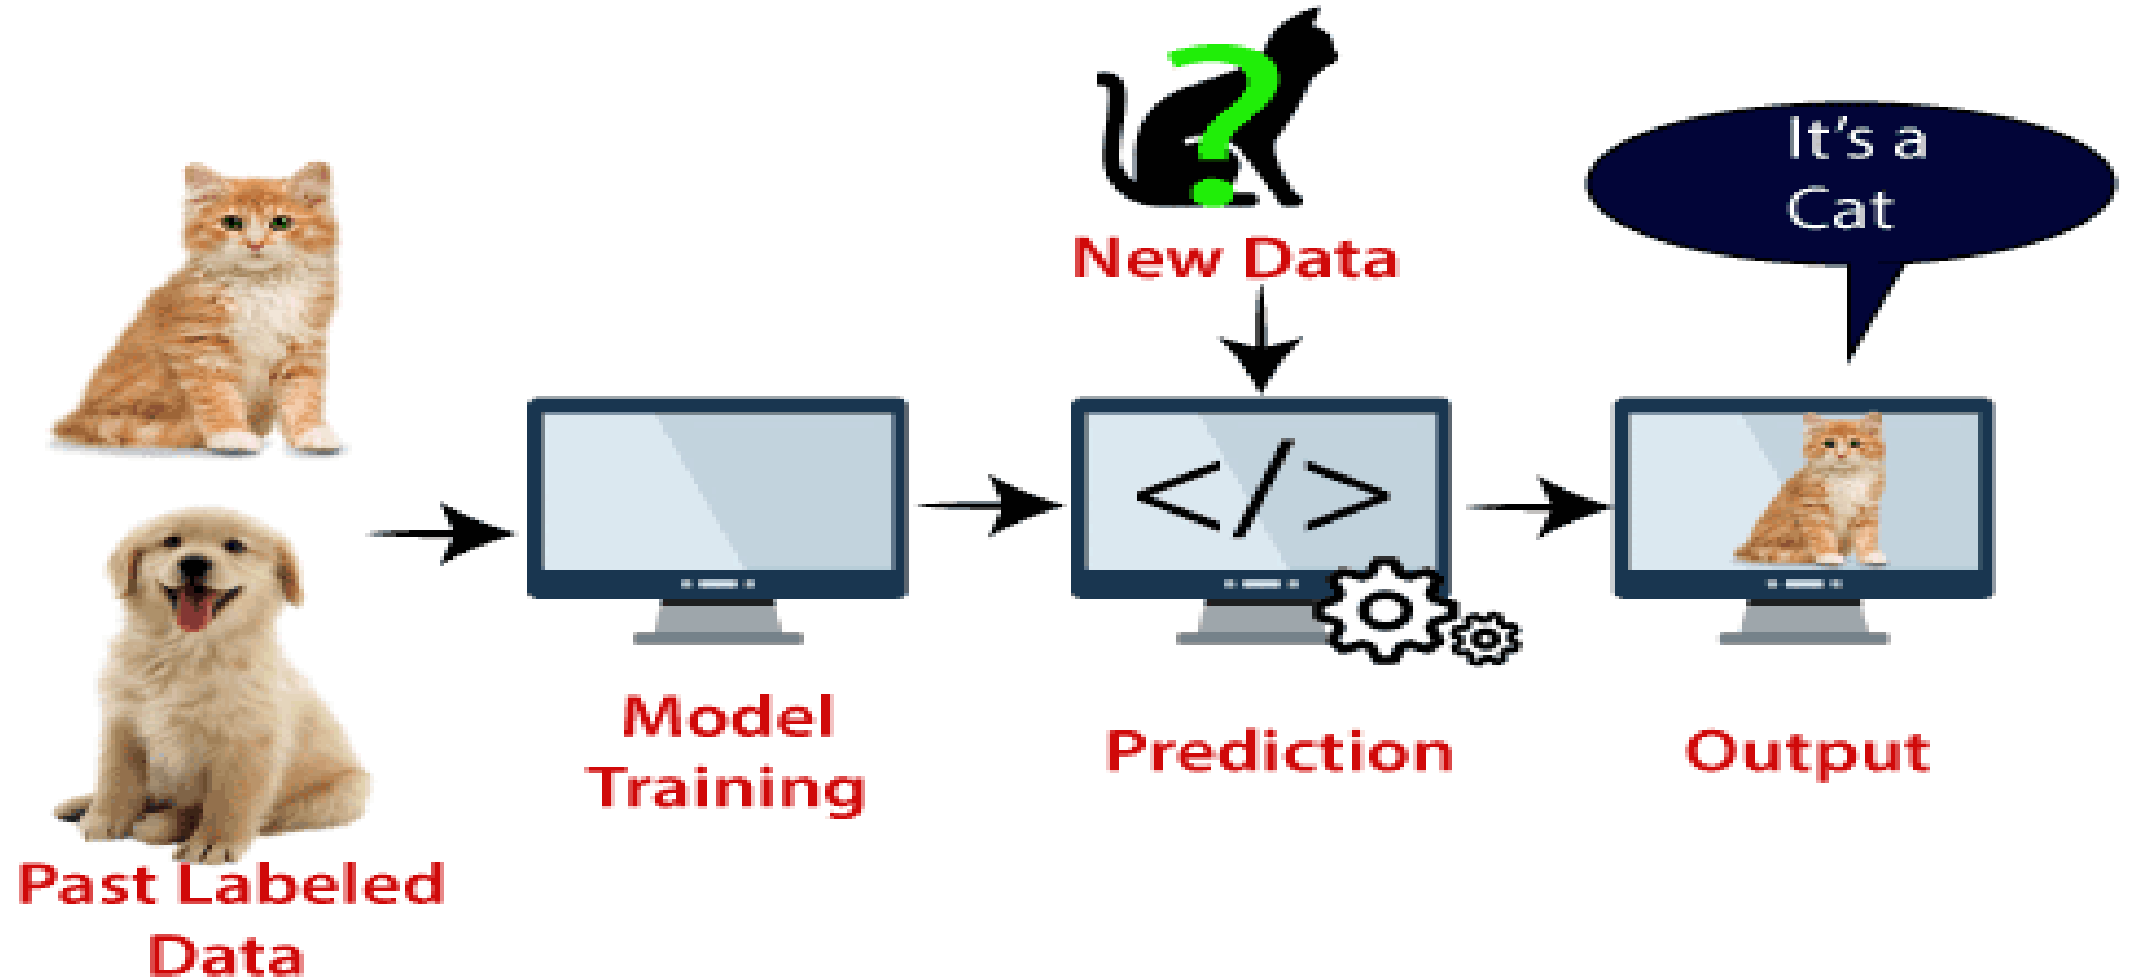 New Data
It's a
Cat
</>
Past Labeled
Data
Model
Training
Prediction
Output
?